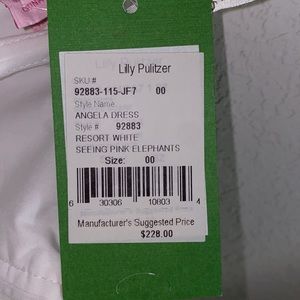 Lilly Pulitzer
SKU #
92883-115-JF7 00
Style Name
ANGELA DRESS
Style # 92883
RESORT WHITE
SEEING PINK ELEPHANTS
Size: 00
6 30306 10803 4
Manufacturer's Suggested Price
$228.00